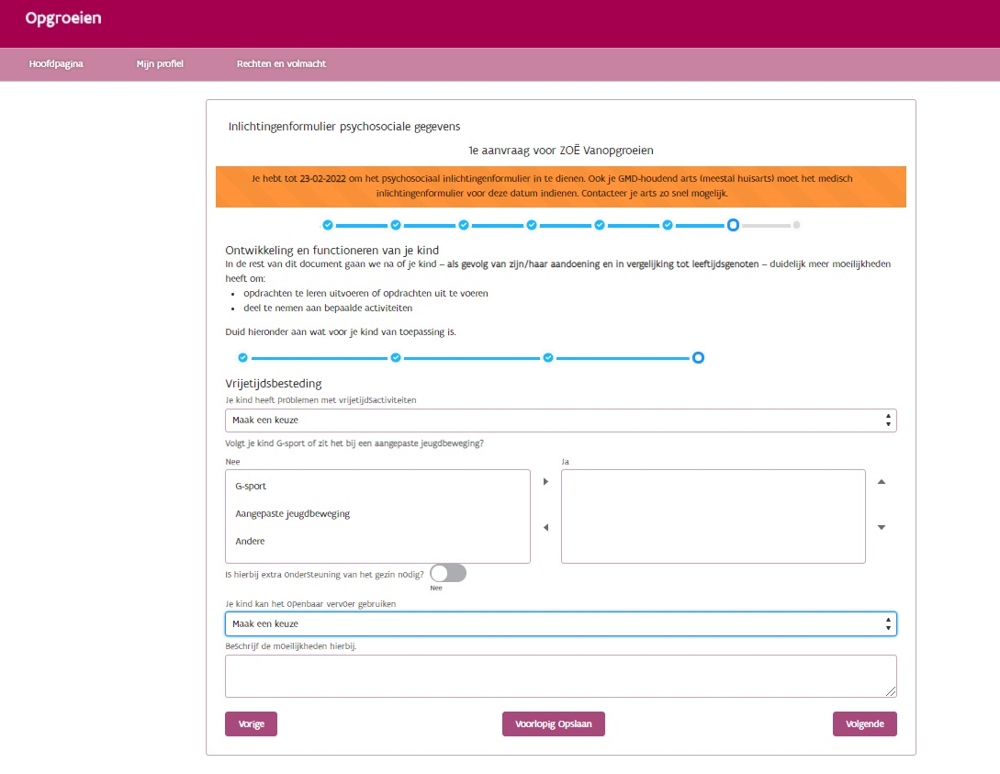 Opgroeien
Hoofdpagina Mijn profiel Rechten en volmacht
Inlichtingenformulier psychosociale gegevens
1e aanvraag voor ZOË Vanopgroeien
Je hebt tot 23-02-2022 om het psychosociaal inlichtingenformulier in te dienen. Ook je GMD-houdend arts (meestal huisarts) moet het medisch
inlichtingenformulier voor deze datum indienen. Contacteer je arts zo snel mogelijk.
Ontwikkeling en functioneren van je kind
In de rest van dit document gaan we na of je kind – als gevolg van zijn/haar aandoening en in vergelijking tot leeftijdsgenoten – duidelijk meer moeilijkheden
heeft om:
• opdrachten te leren uitvoeren of opdrachten uit te voeren
• deel te nemen aan bepaalde activiteiten
Duid hieronder aan wat voor je kind van toepassing is.
Vrijetijdsbesteding
Je kind heeft problemen met vrijetijdsactiviteiten
Maak een keuze
Volgt je kind G-sport of zit het bij een aangepaste jeugdbeweging?
Nee Ja
G-sport
Aangepaste jeugdbeweging
Andere
Is hierbij extra ondersteuning van het gezin nodig?
Nee
Je kind kan het openbaar vervoer gebruiken
Maak een keuze
Beschrijf de moeilijkheden hierbij.
Vorige Voorlopig Opslaan Volgende